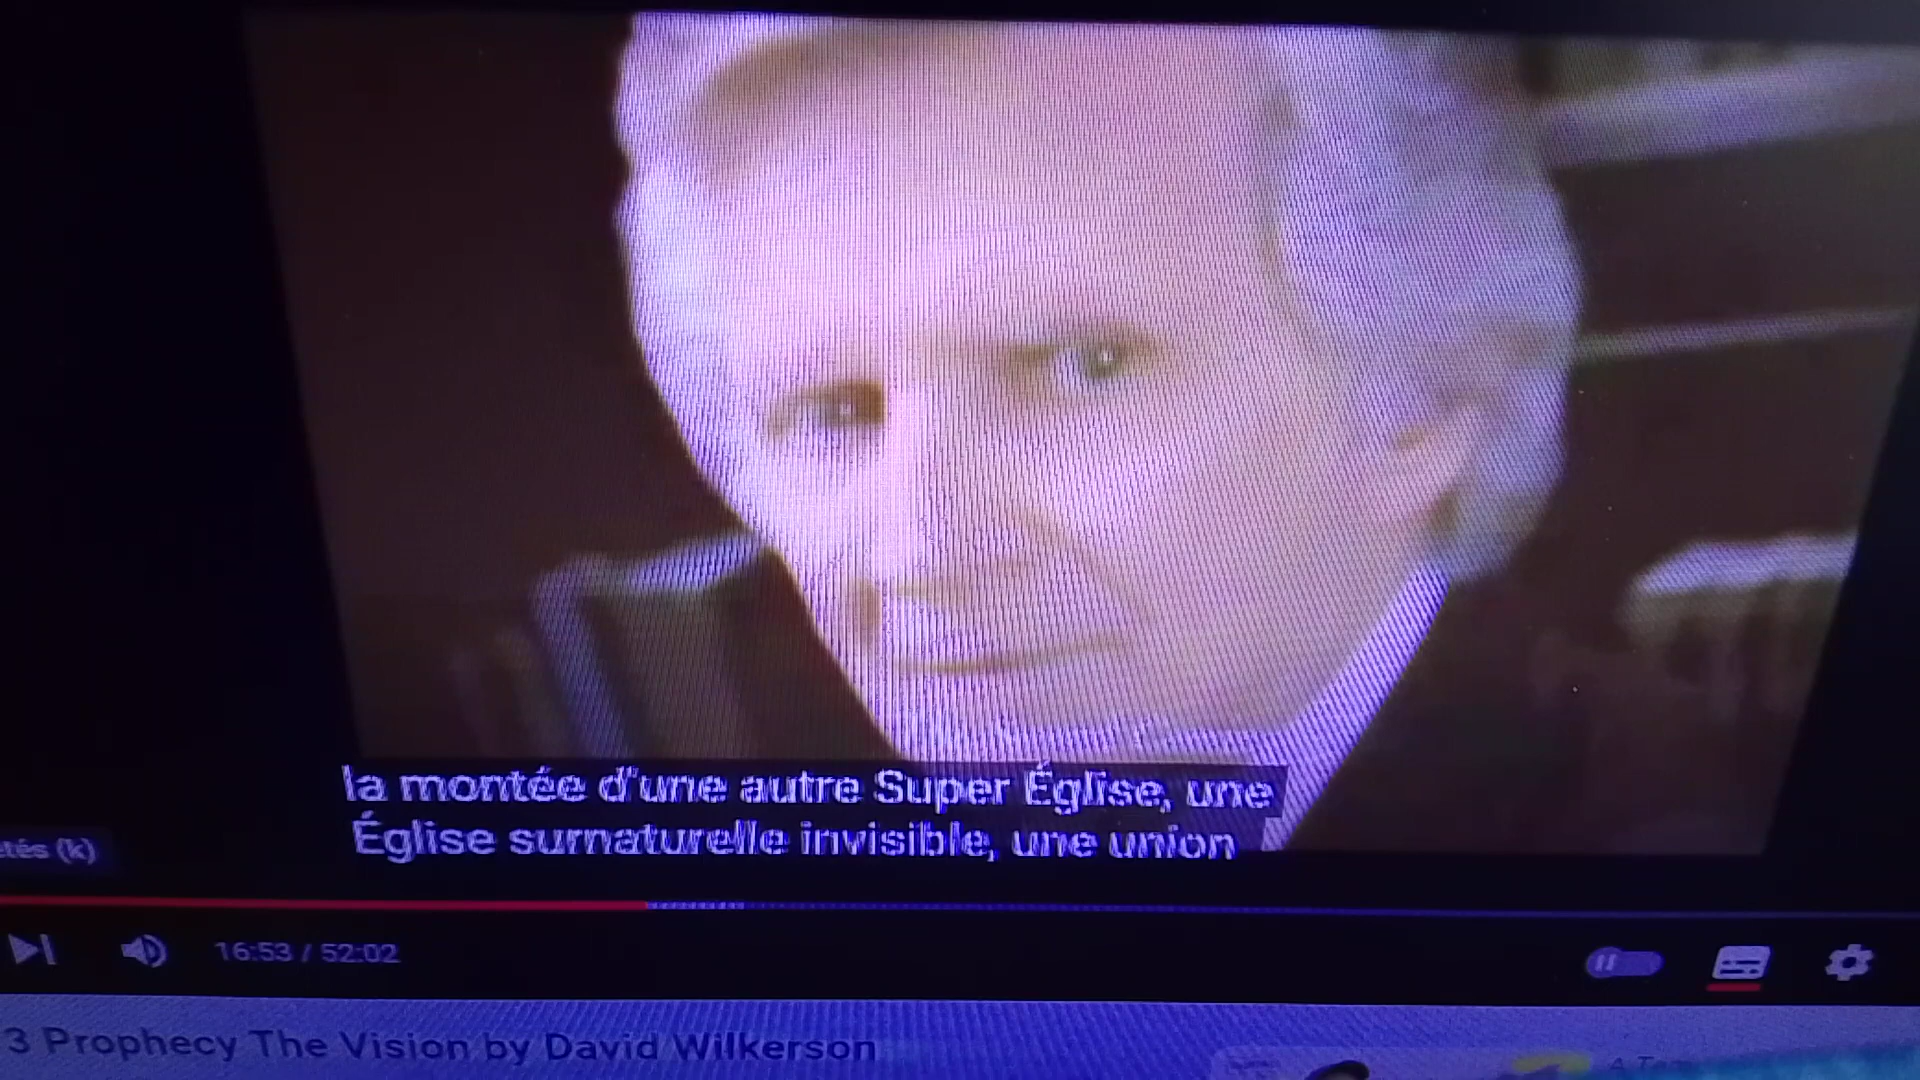 la montée d'une autre Super Église, une
Église surnaturelle invisible, une union
tés (k)
16:53 / 52:02
3 Prophecy The Vision by David Wilkerson